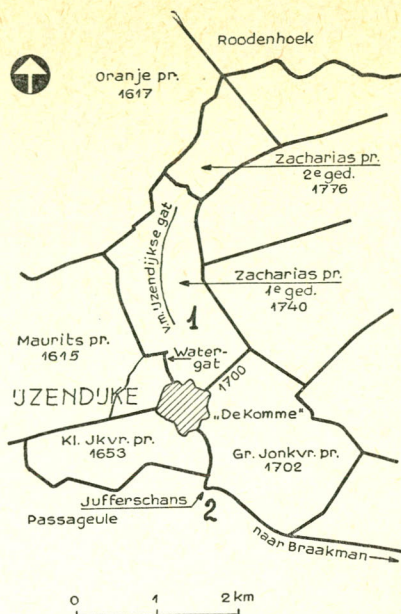 Roodenhoek
Oranje pr.
1617
Zacharias pr.
2e ged.
1776
v.m. Ijzendijkse gat
Zacharias pr.
1e ged.
1740
1
Maurits pr.
1615
Water-
gat
1700
IJZENDIJKE
„De Komme"
Kl. Jkvr. pr.
1653
Gr. Jonkvr. pr.
1702
Jufferschans
2
Passageule
naar Braakman
0 1 2 km